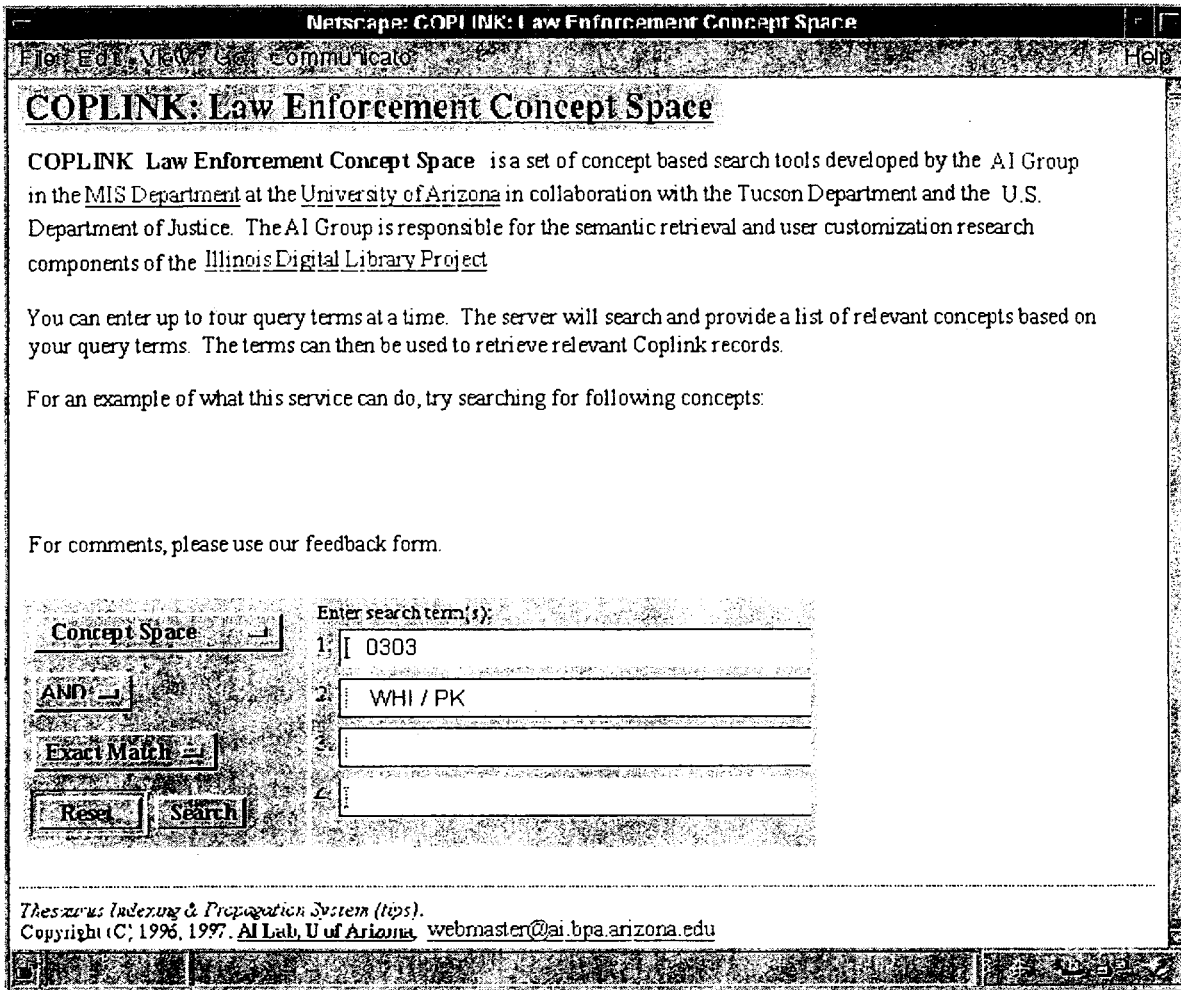 Netscape: COPLINK: Law Enforcement Concept Space
File Edit View Go Communicator Help
COPLINK: Law Enforcement Concept Space
COPLINK Law Enforcement Concept Space is a set of concept based search tools developed by the AI Group
in the MIS Department at the University of Arizona in collaboration with the Tucson Department and the U.S.
Department of Justice. The AI Group is responsible for the semantic retrieval and user customization research
components of the Illinois Digital Library Project
You can enter up to four query terms at a time. The server will search and provide a list of relevant concepts based on
your query terms. The terms can then be used to retrieve relevant Coplink records.
For an example of what this service can do, try searching for following concepts:
For comments, please use our feedback form.
Enter search term(s):
Concept Space
1: 0303
AND
2: WHI / PK
Exact Match
3:
4:
Reset Search
Thesaurus Indexing & Propagation System (tips).
Copyright (C) 1996, 1997. AI Lab, U of Arizona, webmaster@ai.bpa.arizona.edu